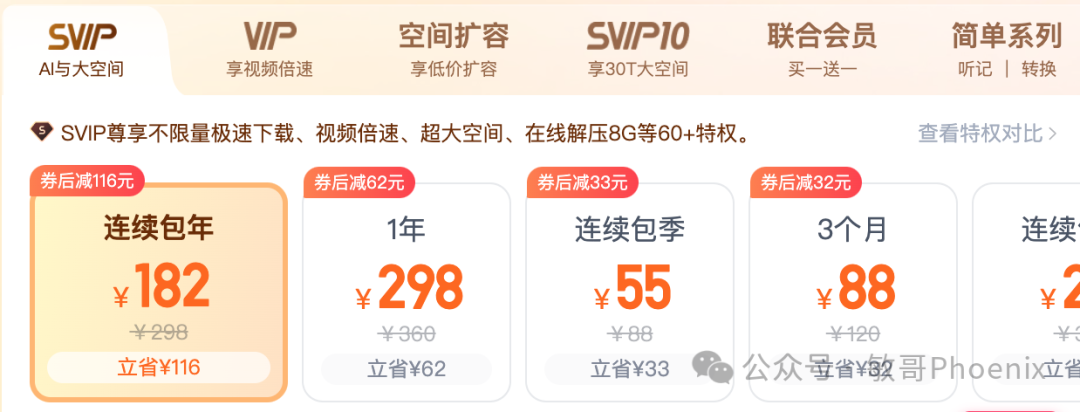 SVIP VIP 空间扩容 SVIP10 联合会员 简单系列
AI与大空间 享视频倍速 享低价扩容 享30T大空间 买一送一 听记 | 转换
S SVIP尊享不限量极速下载、视频倍速、超大空间、在线解压8G等60+特权。 查看特权对比 >
券后减116元 券后减62元 券后减33元 券后减32元
连续包年 1年 连续包季 3个月 连续
¥182 ¥298 ¥55 ¥88 ¥2
¥298 ¥360 ¥88 ¥120 ¥3
立省¥116 立省¥62 立省¥33 立省¥32 立省
公众号 · 敏哥Phoenix